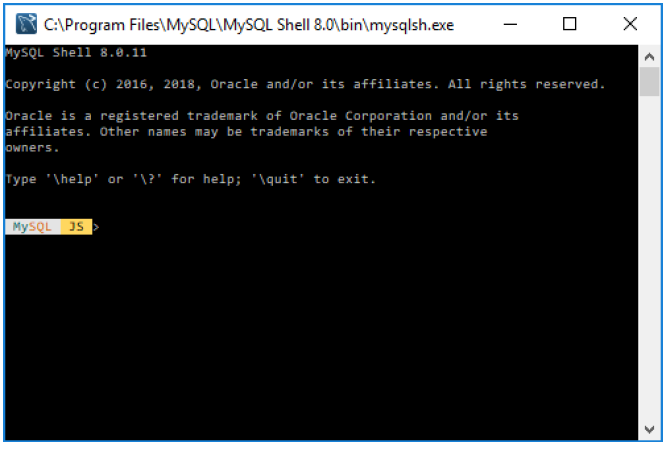 C:\Program Files\MySQL\MySQL Shell 8.0\bin\mysqlsh.exe
MySQL Shell 8.0.11
Copyright (c) 2016, 2018, Oracle and/or its affiliates. All rights reserved.
Oracle is a registered trademark of Oracle Corporation and/or its
affiliates. Other names may be trademarks of their respective
owners.
Type '\help' or '\?' for help; '\quit' to exit.
MySQL JS >